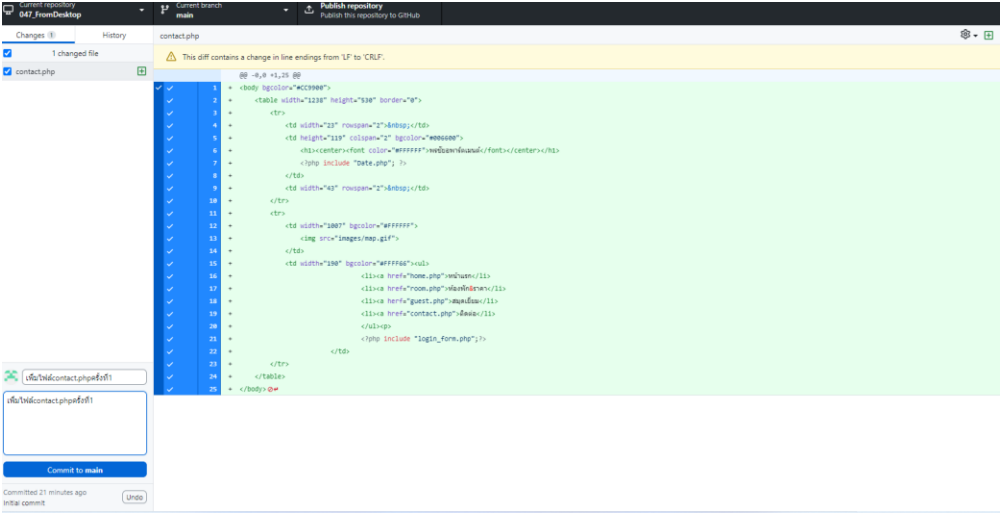 Current repository
047_FromDesktop
Current branch
main
Publish repository
Publish this repository to GitHub
Changes 1
History
contact.php
1 changed file
This diff contains a change in line endings from 'LF' to 'CRLF'.
contact.php
@@ -0,0 +1,25 @@
1 + <body bgcolor="#CC9900">
2 + <table width="1238" height="530" border="0">
3 + <tr>
4 + <td width="23" rowspan="2">&nbsp;</td>
5 + <td height="119" colspan="2" bgcolor="#006600">
6 + <h1><center><font color="#FFFFFF">พรชัยอพาร์ตเมนต์</font></center></h1>
7 + <?php include "Date.php"; ?>
8 + </td>
9 + <td width="43" rowspan="2">&nbsp;</td>
10 + </tr>
11 + <tr>
12 + <td width="1007" bgcolor="#FFFFFF">
13 + <img src="images/map.gif">
14 + </td>
15 + <td width="190" bgcolor="#FFFF66"><ul>
16 + <li><a href="home.php">หน้าแรก</li>
17 + <li><a href="room.php">ห้องพัก&ราคา</li>
18 + <li><a herf="guest.php">สมุดเยี่ยม</li>
19 + <li><a href="contact.php">ติดต่อ</li>
20 + </ul><p>
21 + <?php include "login_form.php";?>
22 + </td>
23 + </tr>
24 + </table>
25 + </body>
เพิ่มไฟล์contact.phpครั้งที่1
เพิ่มไฟล์contact.phpครั้งที่1
Commit to main
Committed 21 minutes ago
Initial commit
Undo